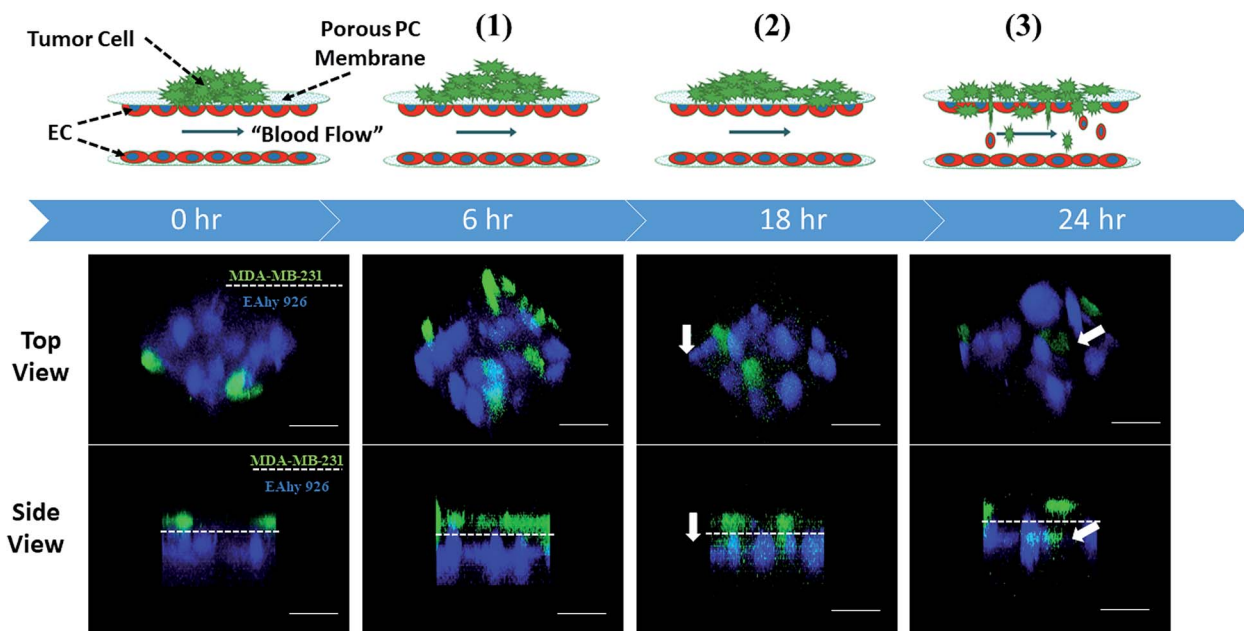 (1)
(2)
(3)
Tumor Cell
Porous PC
Membrane
EC
“Blood Flow”
0 hr
6 hr
18 hr
24 hr
Top
View
MDA-MB-231
EAhy 926
Side
View
MDA-MB-231
EAhy 926